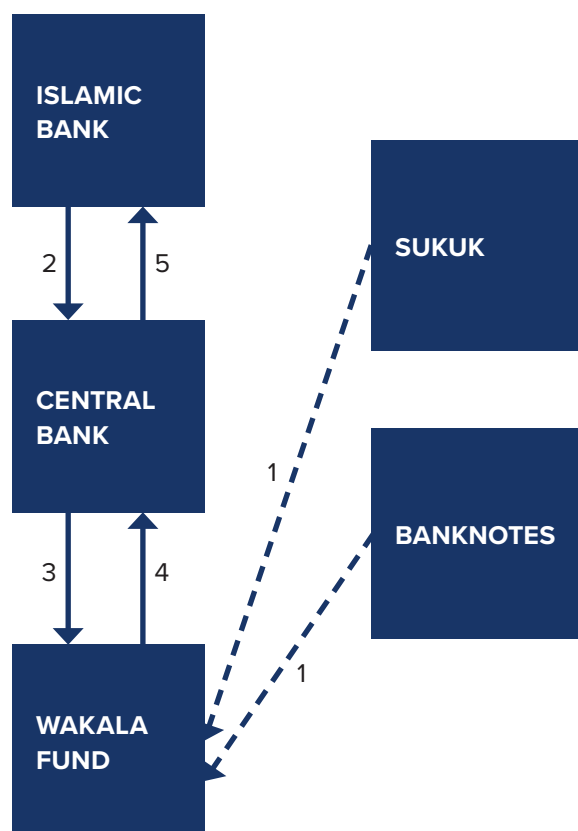 ISLAMIC
BANK
SUKUK
2
5
CENTRAL
BANK
1
BANKNOTES
3
4
1
WAKALA
FUND